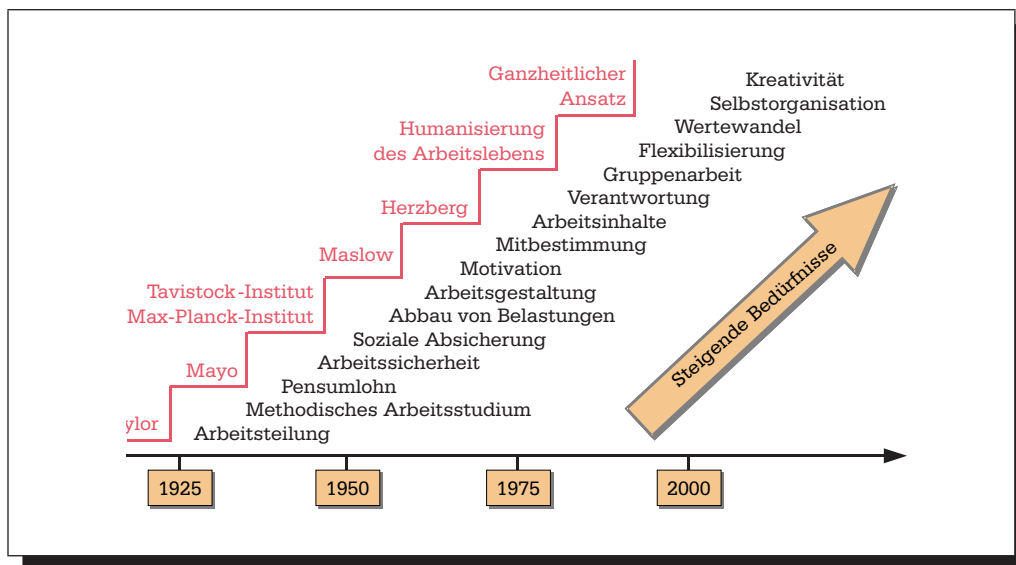 Ganzheitlicher
Ansatz
Humanisierung
des Arbeitslebens
Herzberg
Maslow
Tavistock-Institut
Max-Planck-Institut
Mayo
ylor
Kreativität
Selbstorganisation
Wertewandel
Flexibilisierung
Gruppenarbeit
Verantwortung
Arbeitsinhalte
Mitbestimmung
Motivation
Arbeitsgestaltung
Abbau von Belastungen
Soziale Absicherung
Arbeitssicherheit
Pensumlohn
Methodisches Arbeitsstudium
Arbeitsteilung
Steigende Bedürfnisse
1925
1950
1975
2000